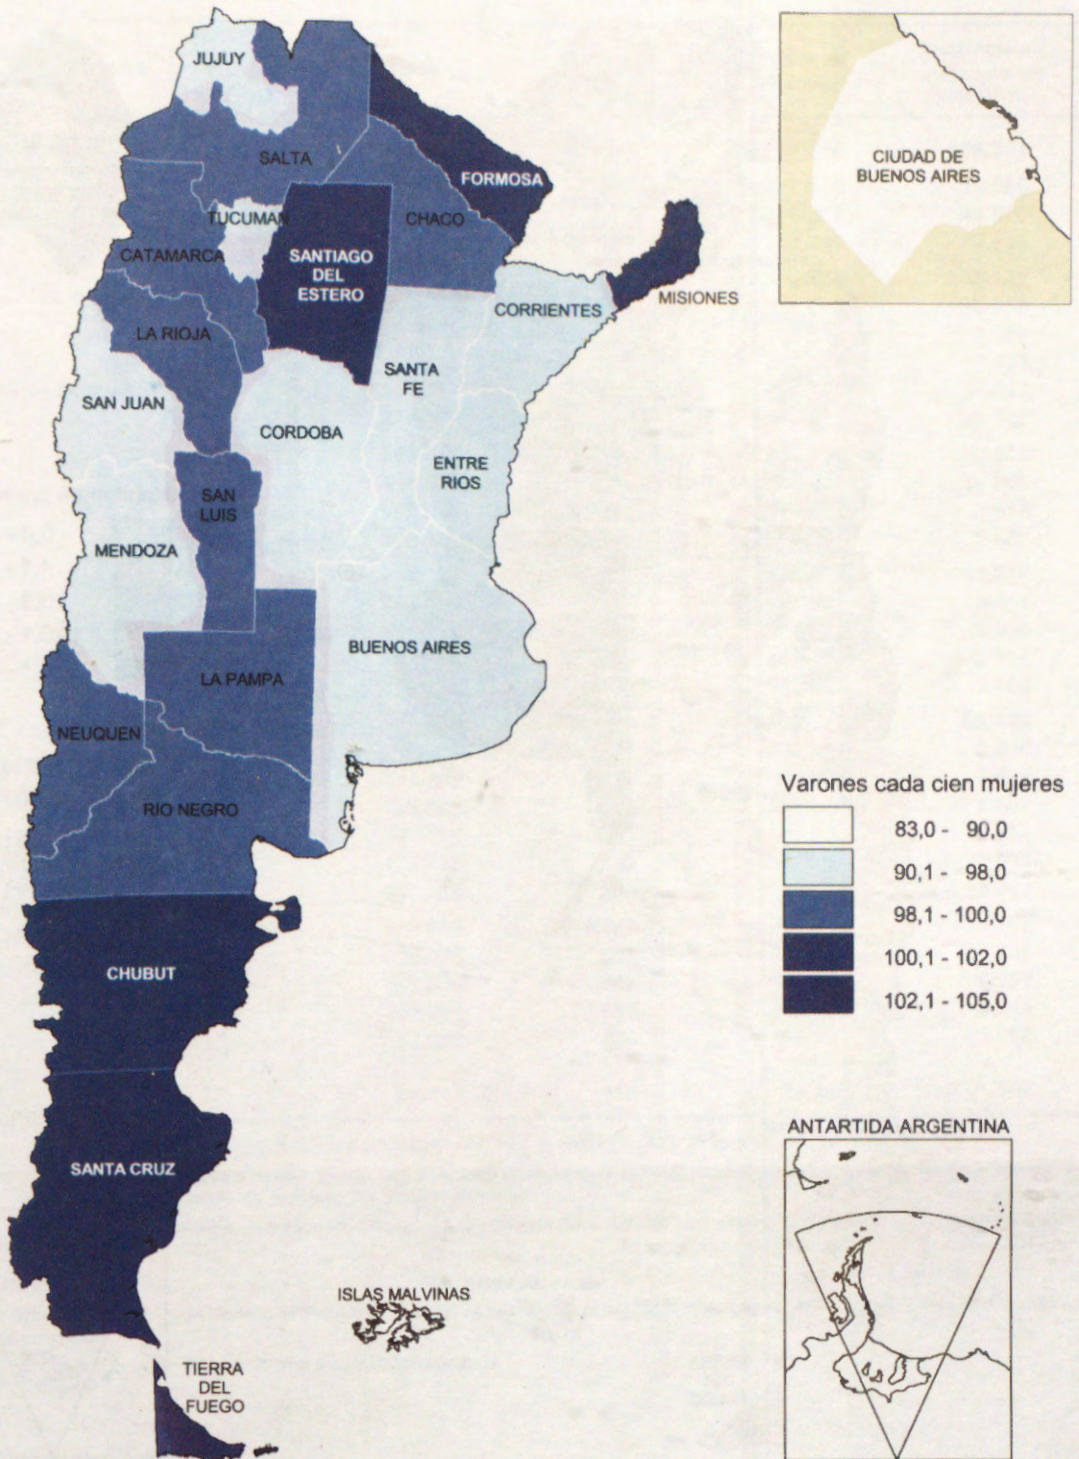 JUJUY
SALTA
FORMOSA
TUCUMAN
CHACO
CATAMARCA
SANTIAGO
DEL
ESTERO
MISIONES
CORRIENTES
LA RIOJA
SANTA
FE
SAN JUAN
CORDOBA
ENTRE
RIOS
SAN
LUIS
MENDOZA
BUENOS AIRES
LA PAMPA
NEUQUEN
RIO NEGRO
CHUBUT
SANTA CRUZ
ISLAS MALVINAS
TIERRA
DEL
FUEGO
CIUDAD DE
BUENOS AIRES
Varones cada cien mujeres
83,0 - 90,0
90,1 - 98,0
98,1 - 100,0
100,1 - 102,0
102,1 - 105,0
ANTARTIDA ARGENTINA